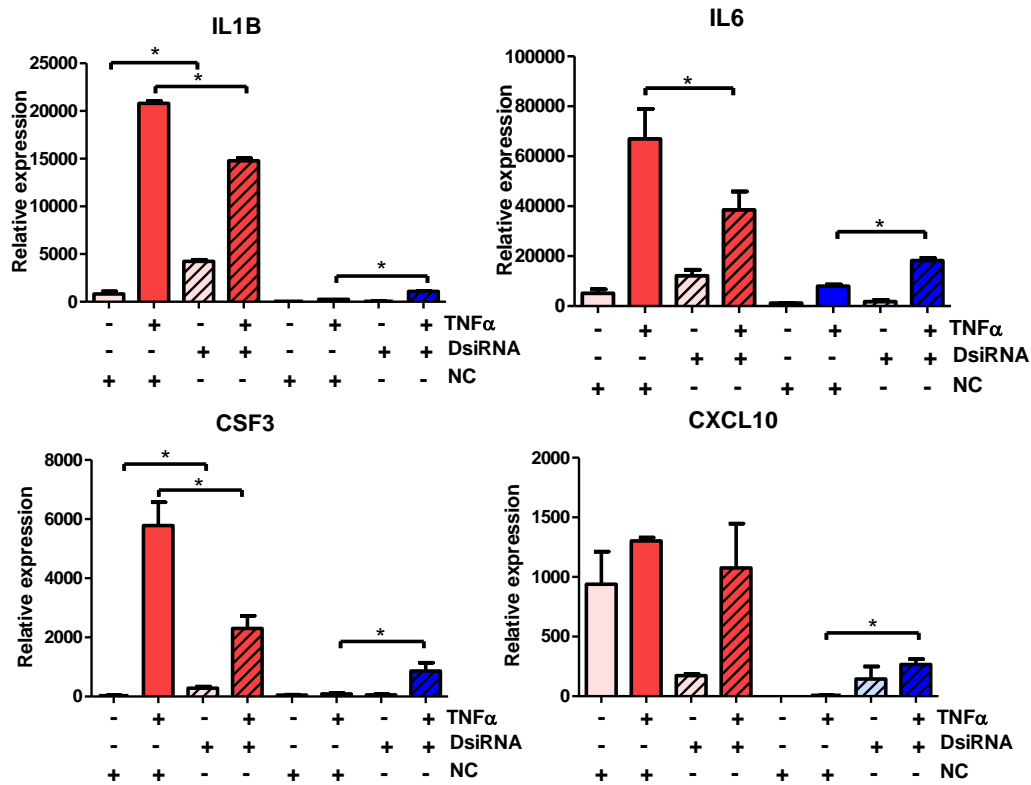 IL1B
Relative expression
25000
20000
15000
10000
5000
0
* * *
- + - + - + - + TNFα
- - + + - - + + DsiRNA
+ + - - + + - - NC
IL6
Relative expression
100000
80000
60000
40000
20000
0
* *
- + - + - + - + TNFα
- - + + - - + + DsiRNA
+ + - - + + - - NC
CSF3
Relative expression
8000
6000
4000
2000
0
* * *
- + - + - + - + TNFα
- - + + - - + + DsiRNA
+ + - - + + - - NC
CXCL10
Relative expression
2000
1500
1000
500
0
*
- + - + - + - + TNFα
- - + + - - + + DsiRNA
+ + - - + + - - NC